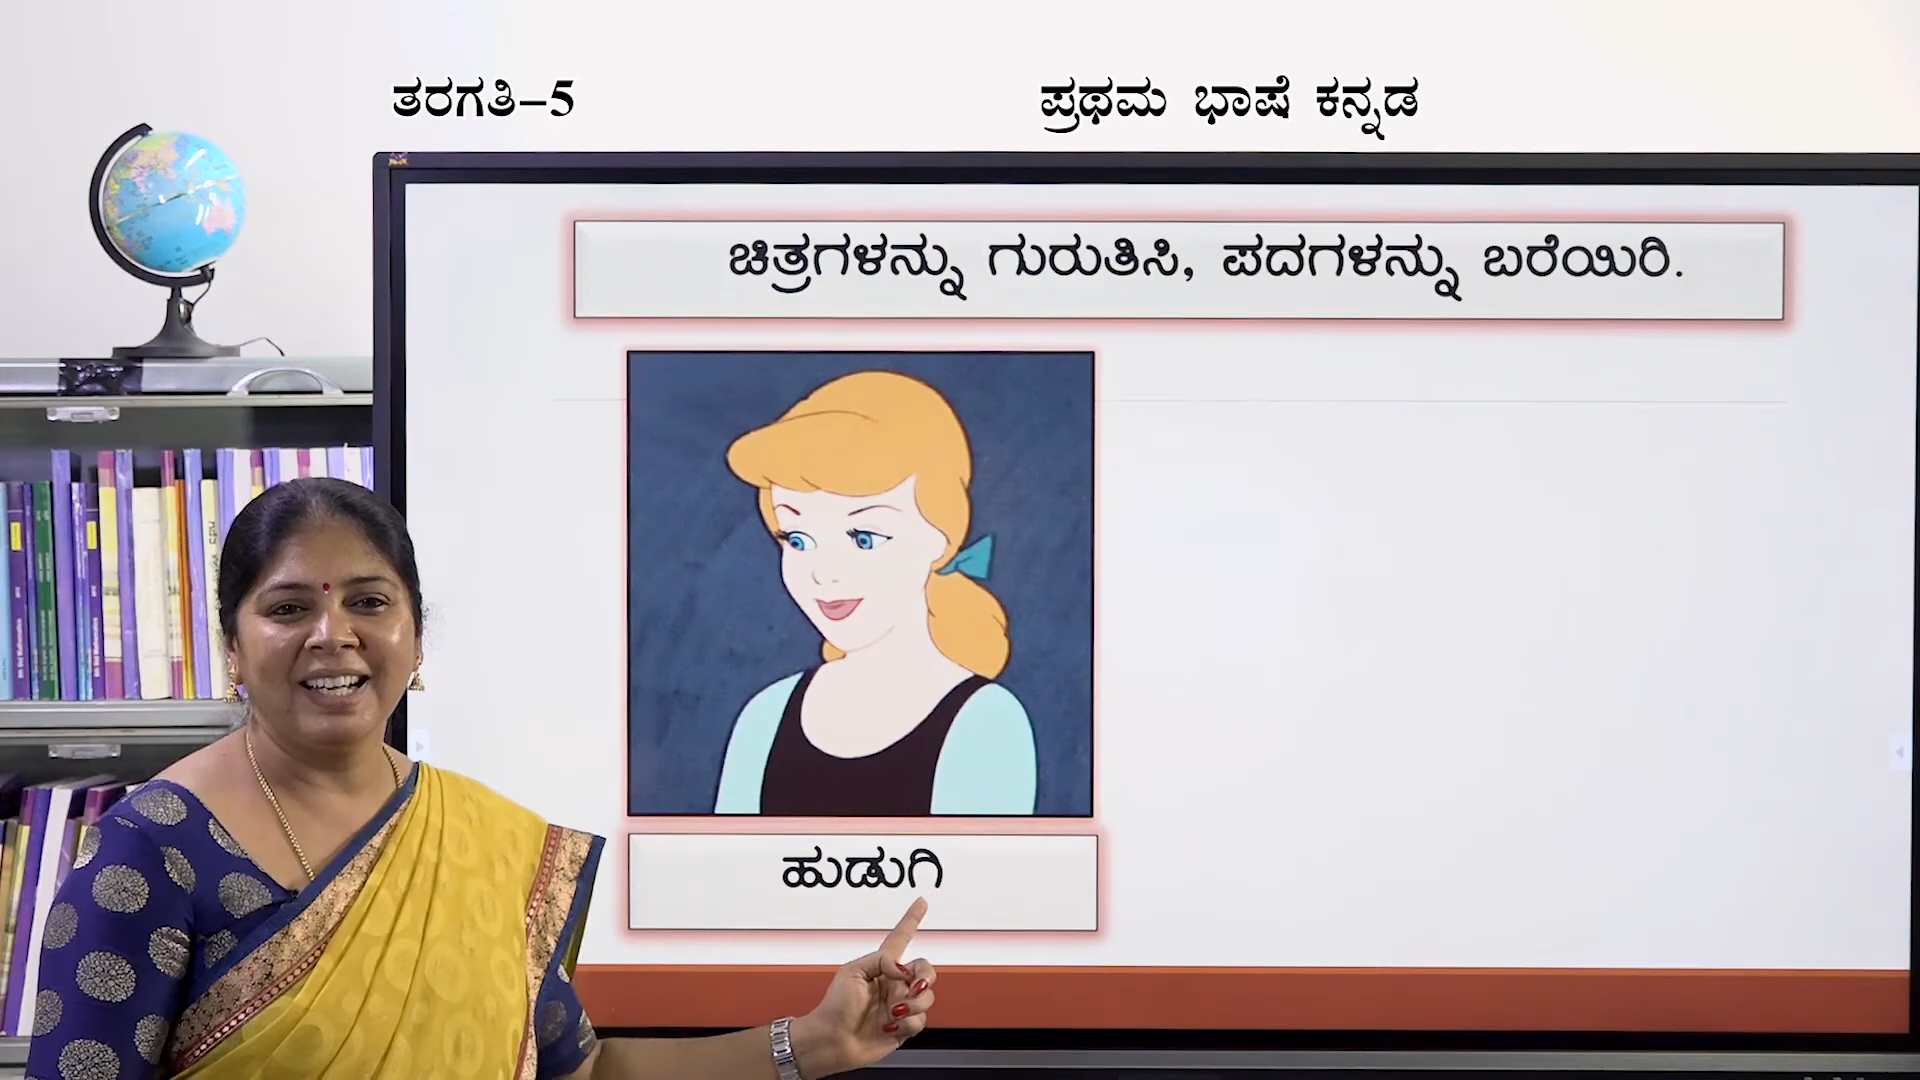 ತರಗತಿ–5
ಪ್ರಥಮ ಭಾಷೆ ಕನ್ನಡ
ಚಿತ್ರಗಳನ್ನು ಗುರುತಿಸಿ, ಪದಗಳನ್ನು ಬರೆಯಿರಿ.
ಹುಡುಗಿ